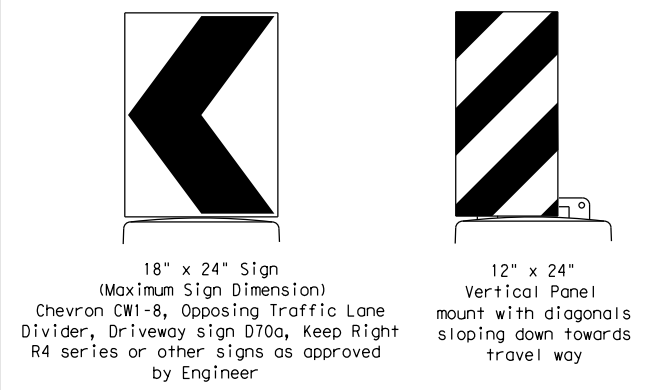 18" x 24" Sign
(Maximum Sign Dimension)
Chevron CW1-8, Opposing Traffic Lane
Divider, Driveway sign D70a, Keep Right
R4 series or other signs as approved
by Engineer
12" x 24"
Vertical Panel
mount with diagonals
sloping down towards
travel way